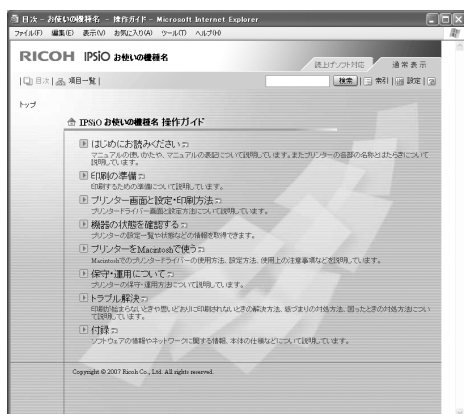 目次 - お使いの機種名 - 操作ガイド - Microsoft Internet Explorer
ファイル(F) 編集(E) 表示(V) お気に入り(A) ツール(T) ヘルプ(H)
RICOH IPSiO お使いの機種名
読上げソフト対応 通常表示
目次 | 項目一覧 | 検索 | 索引 | 設定 |
トップ
IPSiO お使いの機種名 操作ガイド
はじめにお読みください
マニュアルの使いかたや、マニュアルの表記について説明しています。またプリンターの各部の名称とはたらきについて
説明しています。
印刷の準備
印刷するための準備について説明しています。
プリンター画面と設定・印刷方法
プリンタードライバー画面と設定方法について説明しています。
機器の状態を確認する
プリンターの設定一覧や状態などの情報を取得できます。
プリンターをMacintoshで使う
Macintoshでのプリンタードライバーの使用方法、設定方法、使用上の注意事項などを説明しています。
保守・運用について
プリンターの保守・運用方法について説明しています。
トラブル解決
印刷が始まらないときや思いどおりに印刷されないときの解決方法、紙づまりの対処方法、困ったときの対処方法につい
て説明しています。
付録
ソフトウェアの情報やネットワークに関する情報、本体の仕様などについて説明しています。
Copyright © 2007 Ricoh Co., Ltd. All rights reserved.